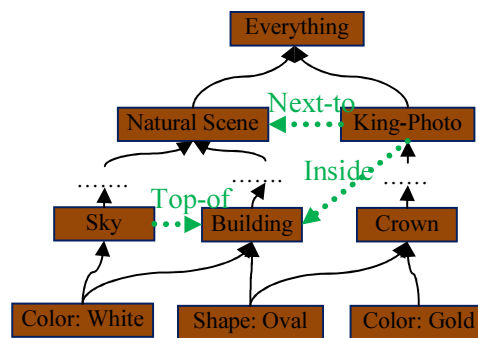 Everything
Next-to
Natural Scene
King-Photo
Inside
Top-of
Sky
Building
Crown
Color: White
Shape: Oval
Color: Gold